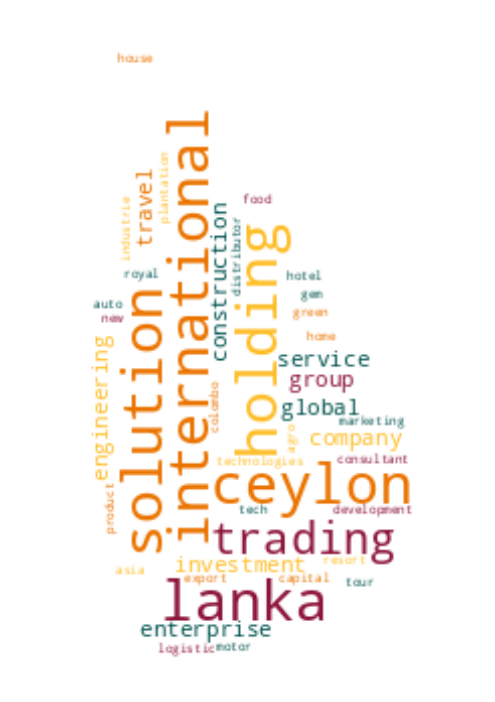 house
international
travel
plantation
industrie
food
construction
distributor
holding
royal
hotel
gem
solution
auto
new
green
home
engineering
service
group
colombo
global
marketing
agro
company
technologies
consultant
ceylon
product
tech
development
trading
investment
resort
asia
export
capital
tour
lanka
enterprise
logistic
motor